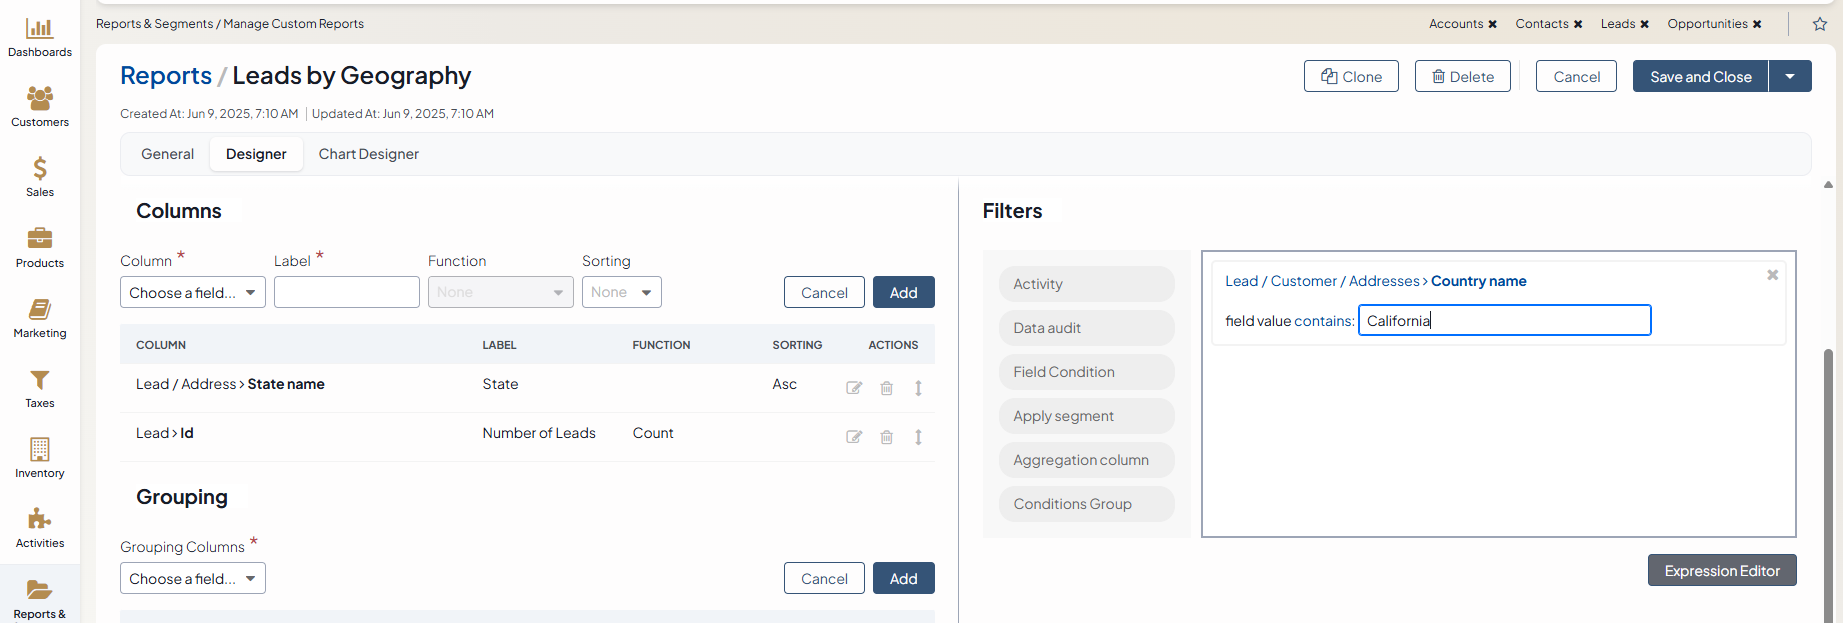 Dashboards
Customers
Sales
Products
Marketing
Taxes
Inventory
Activities
Reports &
Reports & Segments / Manage Custom Reports
Accounts ✖ Contacts ✖ Leads ✖ Opportunities ✖
Reports / Leads by Geography
Clone Delete Cancel Save and Close
Created At: Jun 9, 2025, 7:10 AM | Updated At: Jun 9, 2025, 7:10 AM
General Designer Chart Designer
Columns
Column * Label * Function Sorting
Choose a field... None None Cancel Add
COLUMN LABEL FUNCTION SORTING ACTIONS
Lead / Address > State name State Asc
Lead > Id Number of Leads Count
Grouping
Grouping Columns *
Choose a field... Cancel Add
Filters
Activity
Data audit
Field Condition
Apply segment
Aggregation column
Conditions Group
Lead / Customer / Addresses > Country name ✖
field value contains: California
Expression Editor